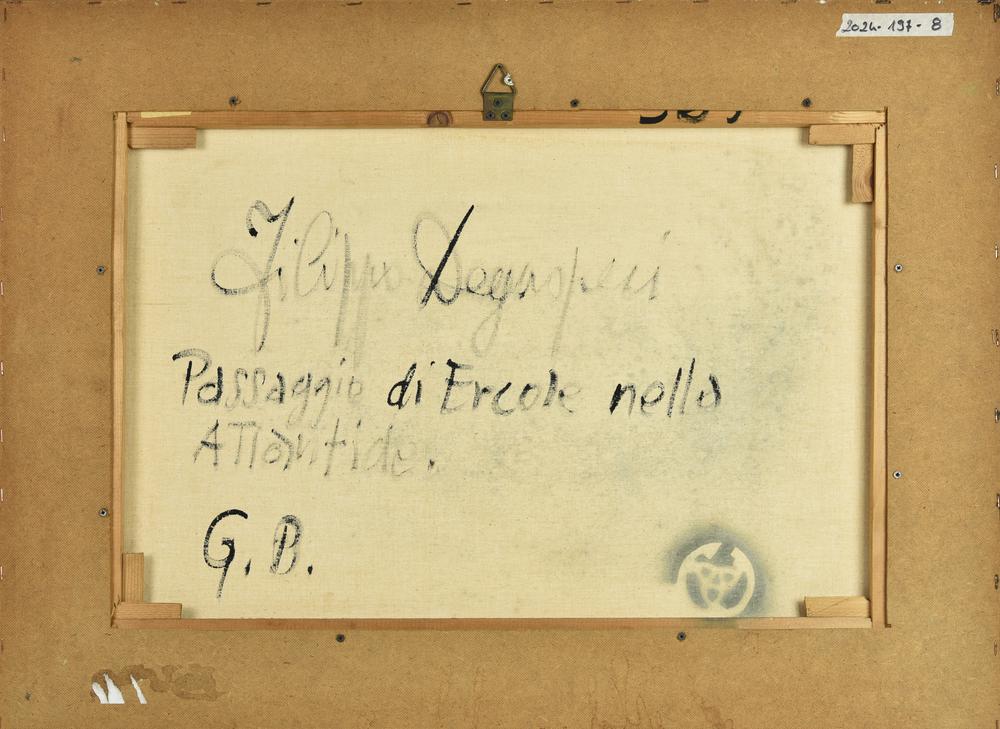 2024-197-8
Filippo Degasperi
Passaggio di Ercole nella
ATlantide.
G. B.